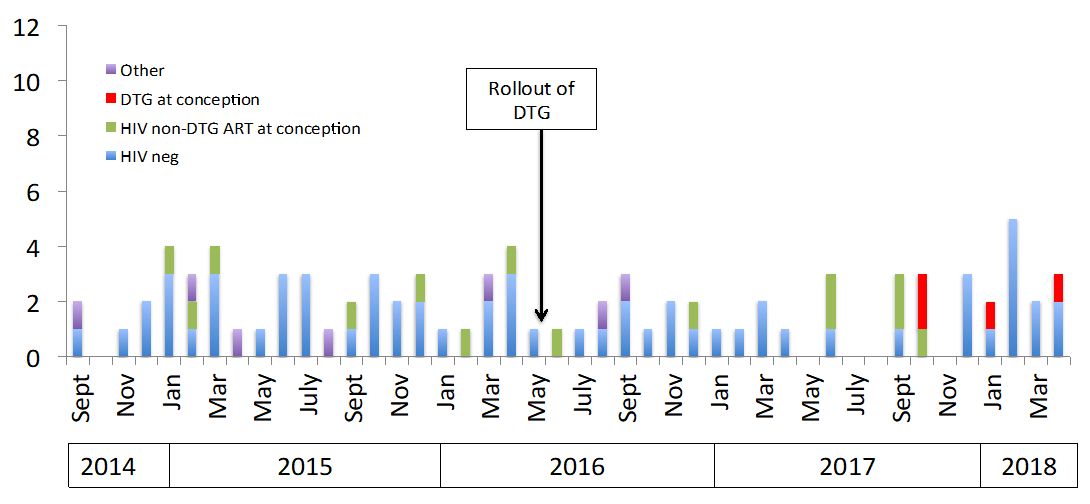 12
10
8
6
4
2
0
Other
DTG at conception
HIV non-DTG ART at conception
HIV neg
Rollout of
DTG
Sept
Nov
Jan
Mar
May
July
Sept
Nov
Jan
Mar
May
July
Sept
Nov
Jan
Mar
May
July
Sept
Nov
Jan
Mar
2014
2015
2016
2017
2018